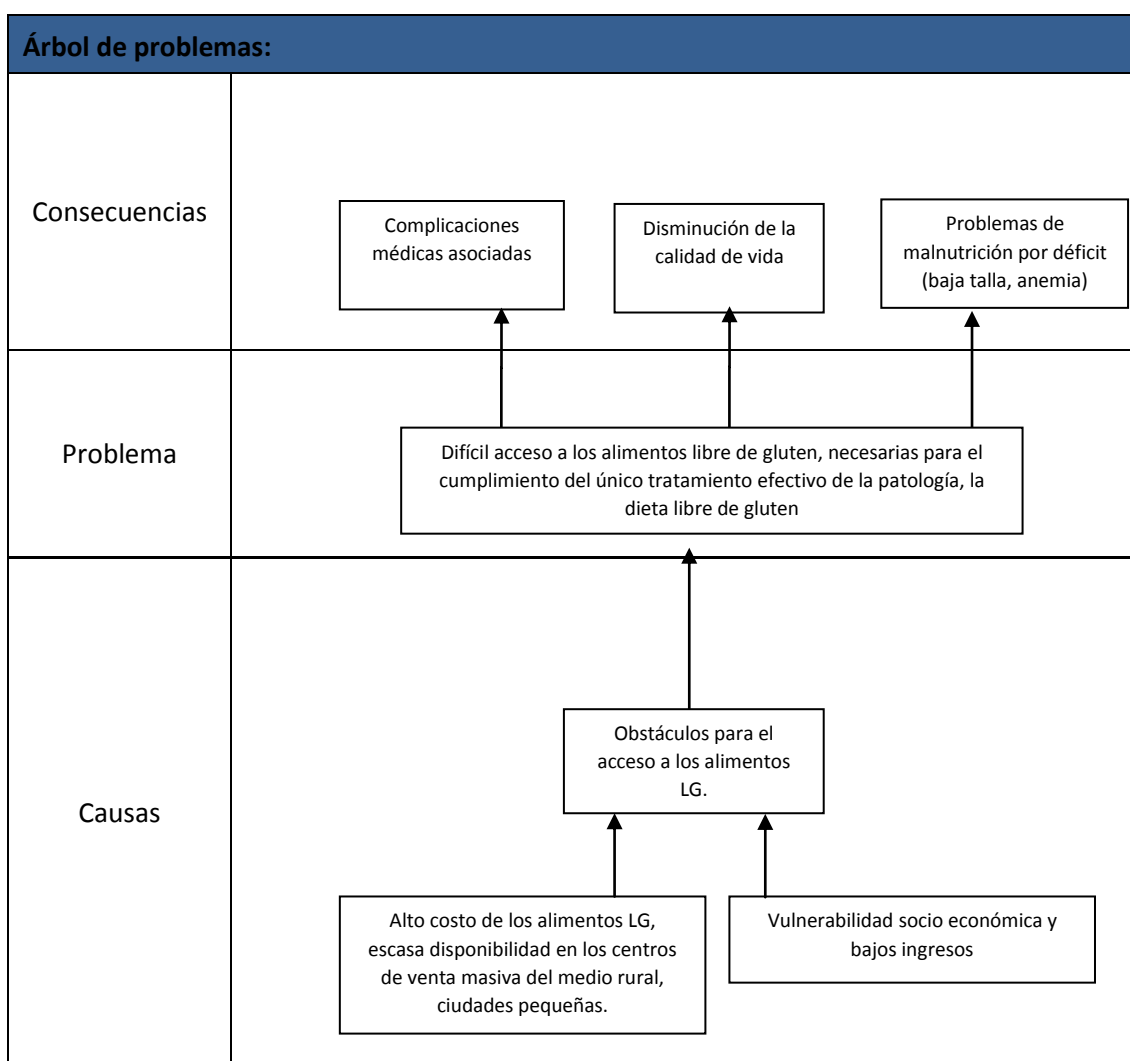 Árbol de problemas:
Consecuencias
Complicaciones
médicas asociadas
Disminución de la
calidad de vida
Problemas de
malnutrición por déficit
(baja talla, anemia)
Problema
Difícil acceso a los alimentos libre de gluten, necesarias para el
cumplimiento del único tratamiento efectivo de la patología, la
dieta libre de gluten
Causas
Obstáculos para el
acceso a los alimentos
LG.
Alto costo de los alimentos LG,
escasa disponibilidad en los centros
de venta masiva del medio rural,
ciudades pequeñas.
Vulnerabilidad socio económica y
bajos ingresos